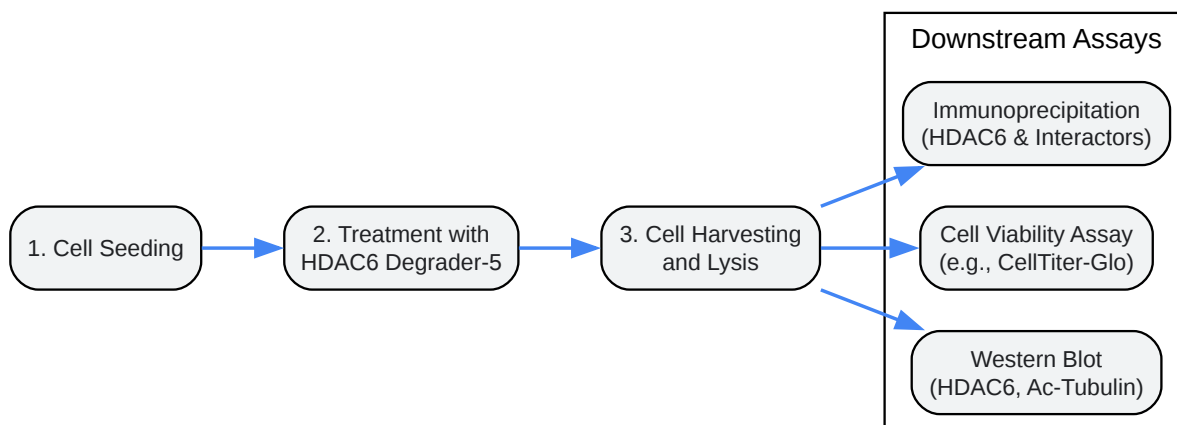 1. Cell Seeding
2. Treatment with
HDAC6 Degrader-5
3. Cell Harvesting
and Lysis
Downstream Assays
Immunoprecipitation
(HDAC6 & Interactors)
Cell Viability Assay
(e.g., CellTiter-Glo)
Western Blot
(HDAC6, Ac-Tubulin)